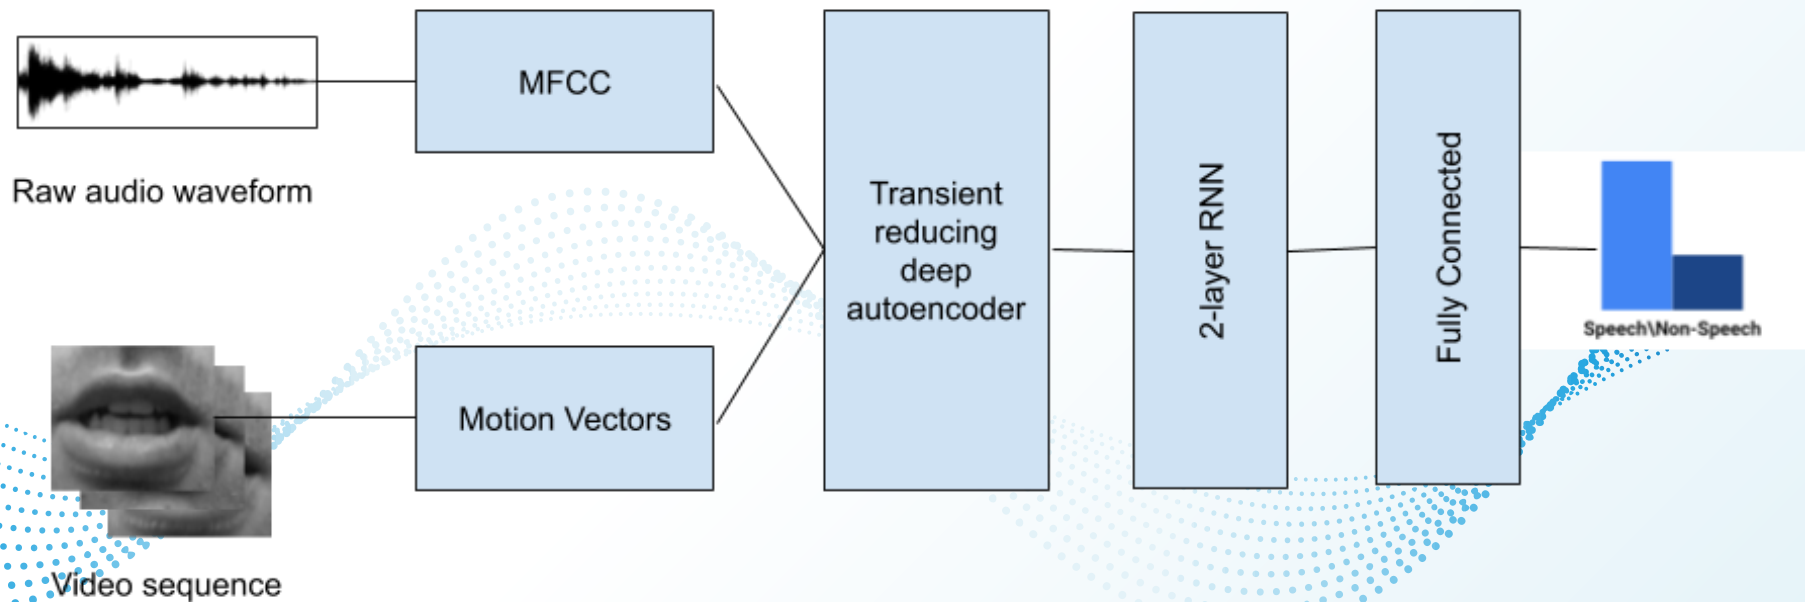 MFCC
Raw audio waveform
Transient
reducing
deep
autoencoder
2-layer RNN
Fully Connected
Speech\Non-Speech
Motion Vectors
Video sequence